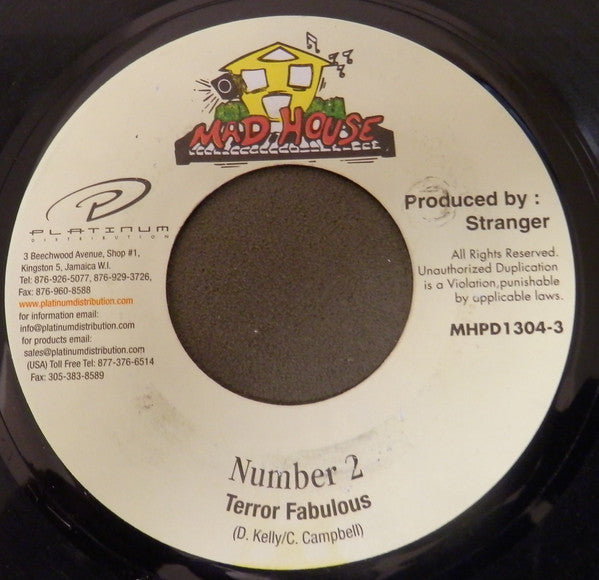 MAD HOUSE
PLATINUM
DISTRIBUTION
3 Beechwood Avenue, Shop #1,
Kingston 5, Jamaica W.I.
Tel: 876-926-5077, 876-929-3726,
Fax: 876-960-8588
www.platinumdistribution.com
for information email:
info@platinumdistribution.com
for products email:
sales@platinumdistribution.com
(USA) Toll Free Tel: 877-376-6514
Fax: 305-383-8589
Produced by :
Stranger
All Rights Reserved.
Unauthorized Duplication
is a Violation,punishable
by applicable laws.
MHPD1304-3
Number 2
Terror Fabulous
(D. Kelly/C. Campbell)